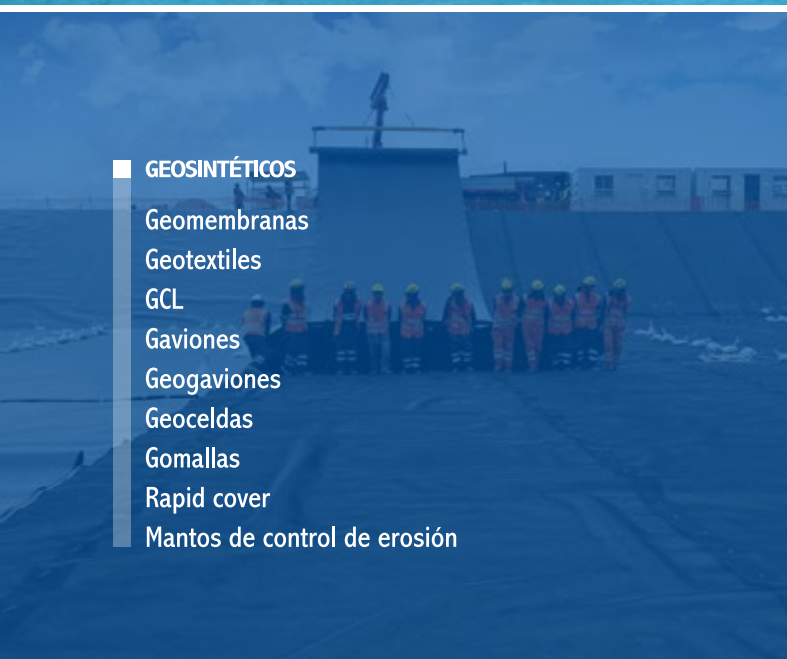 GEOSINTÉTICOS
Geomembranas
Geotextiles
GCL
Gaviones
Geogaviones
Geoceldas
Gomallas
Rapid cover
Mantos de control de erosión